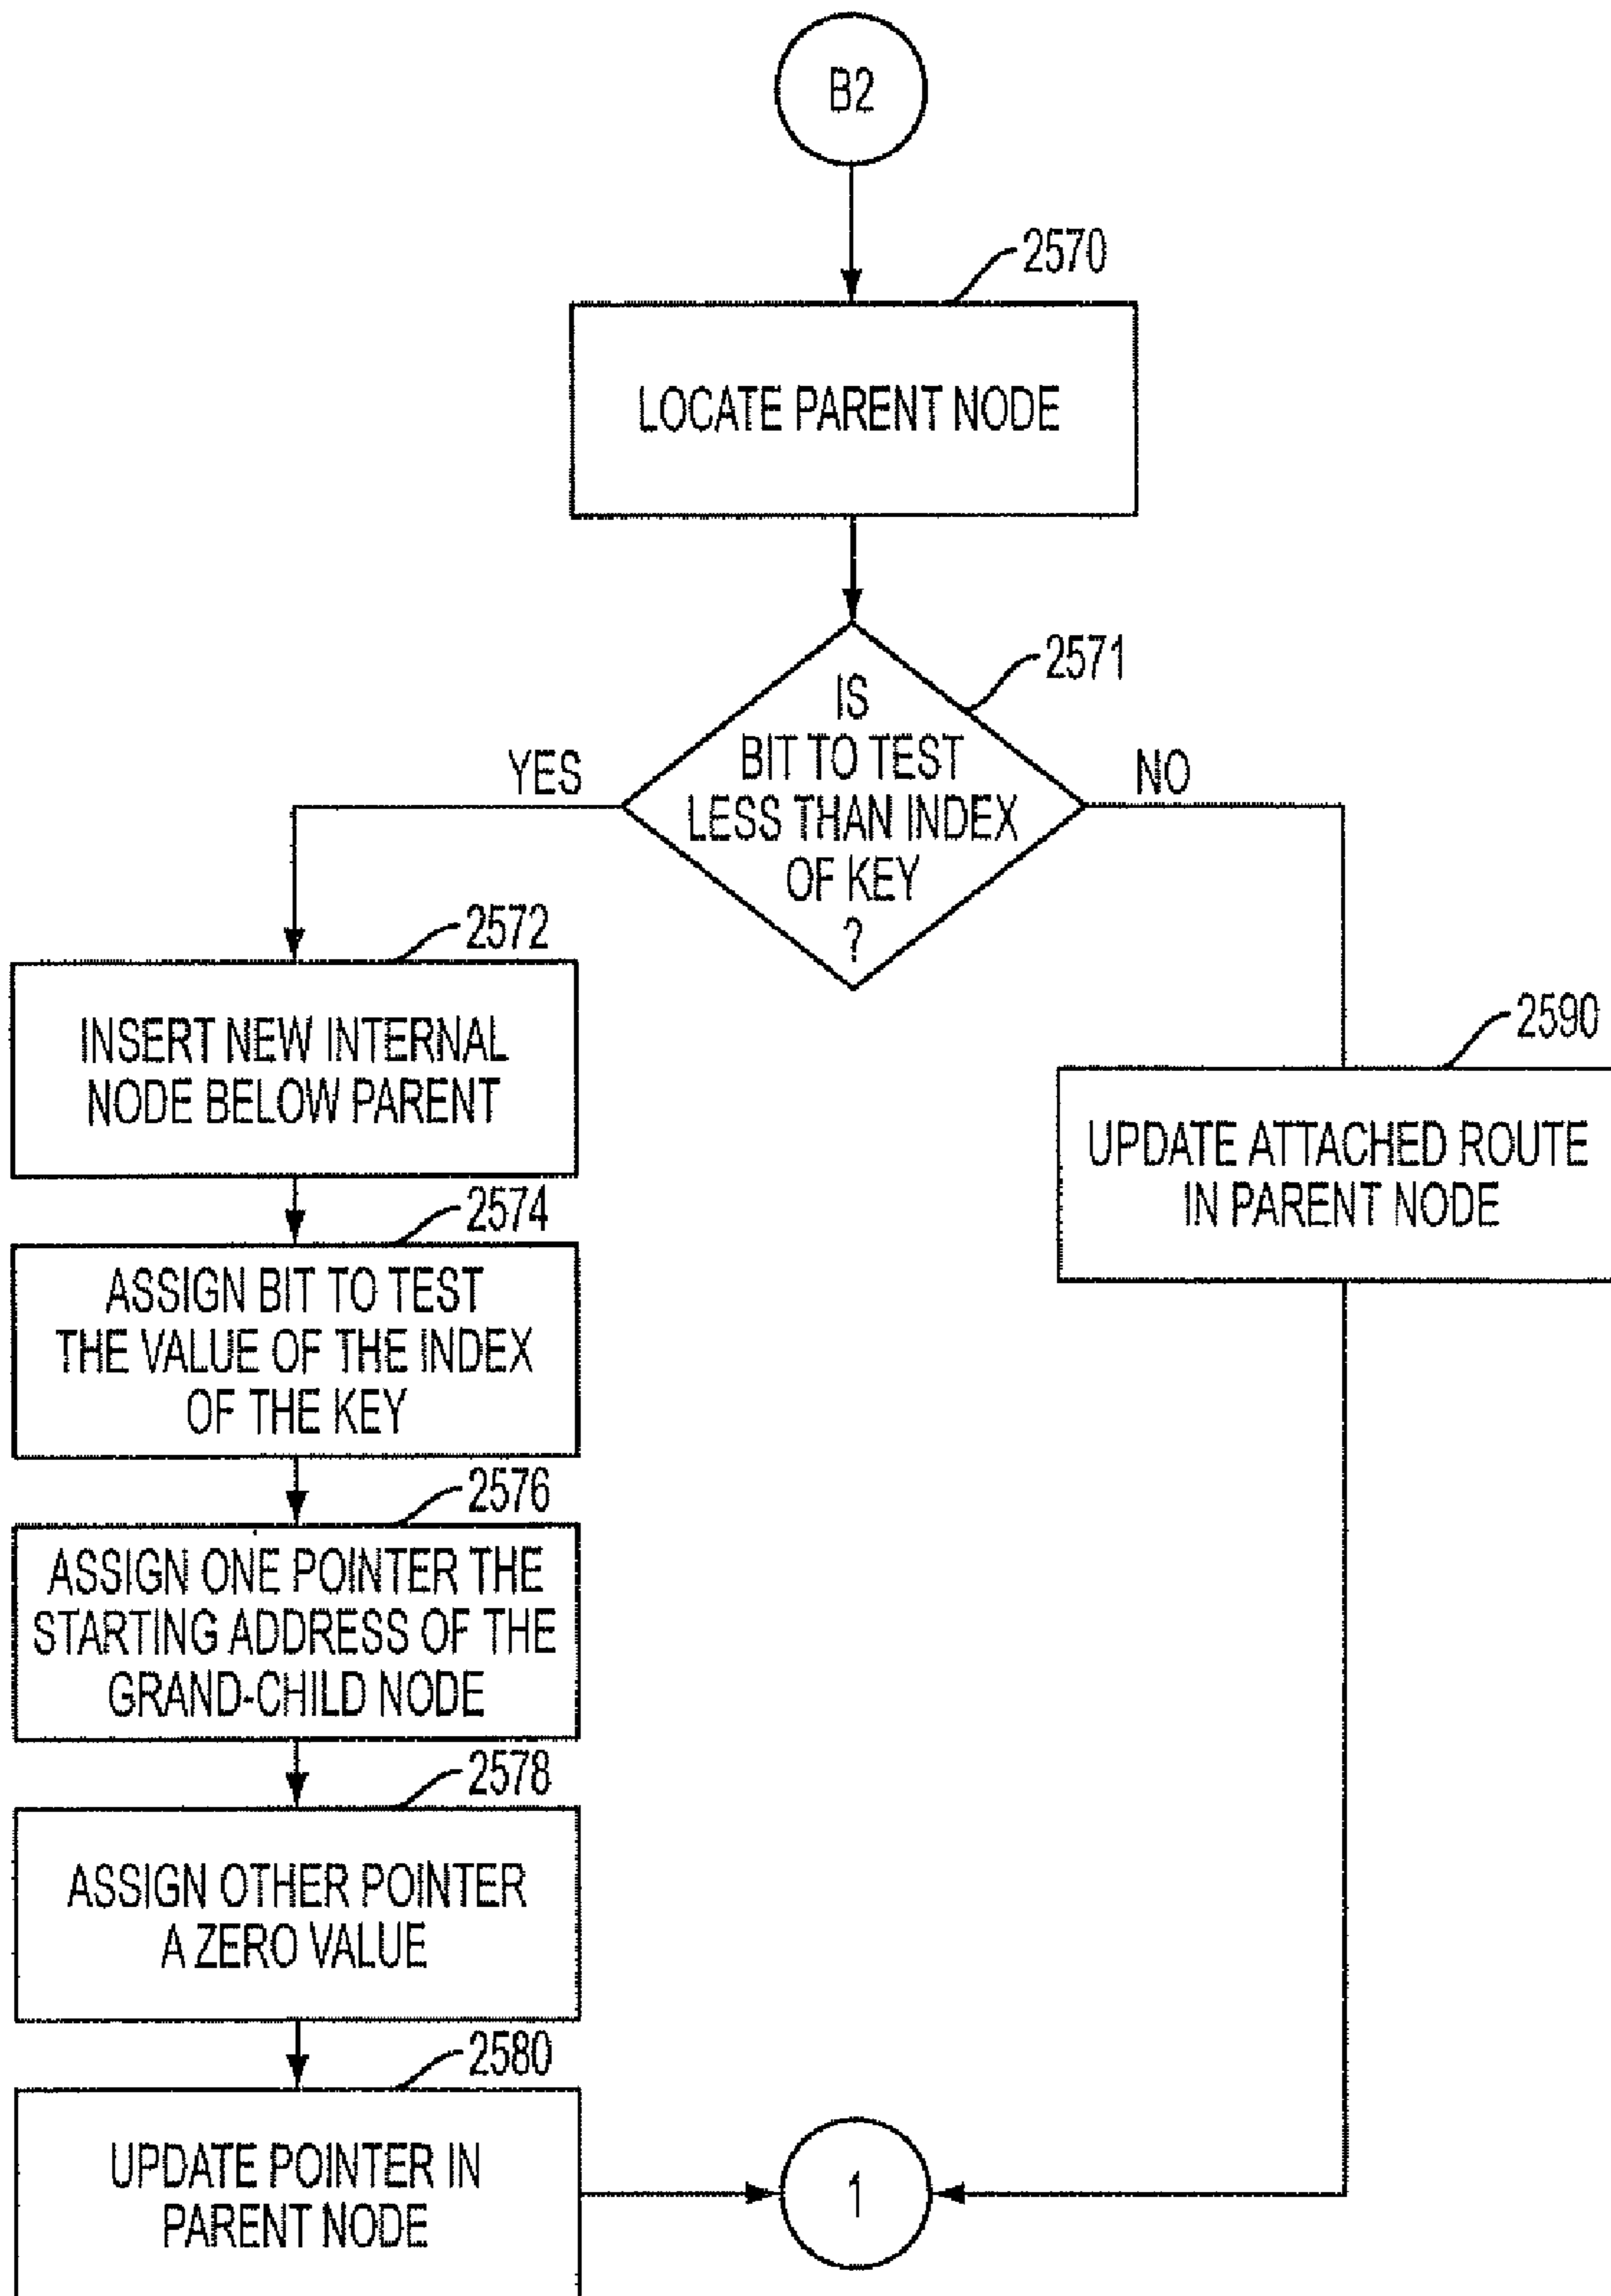 B2
2570
LOCATE PARENT NODE
2571
IS
BIT TO TEST
LESS THAN INDEX
OF KEY
?
YES
NO
2572
INSERT NEW INTERNAL
NODE BELOW PARENT
2590
UPDATE ATTACHED ROUTE
IN PARENT NODE
2574
ASSIGN BIT TO TEST
THE VALUE OF THE INDEX
OF THE KEY
2576
ASSIGN ONE POINTER THE
STARTING ADDRESS OF THE
GRAND-CHILD NODE
2578
ASSIGN OTHER POINTER
A ZERO VALUE
2580
UPDATE POINTER IN
PARENT NODE
1